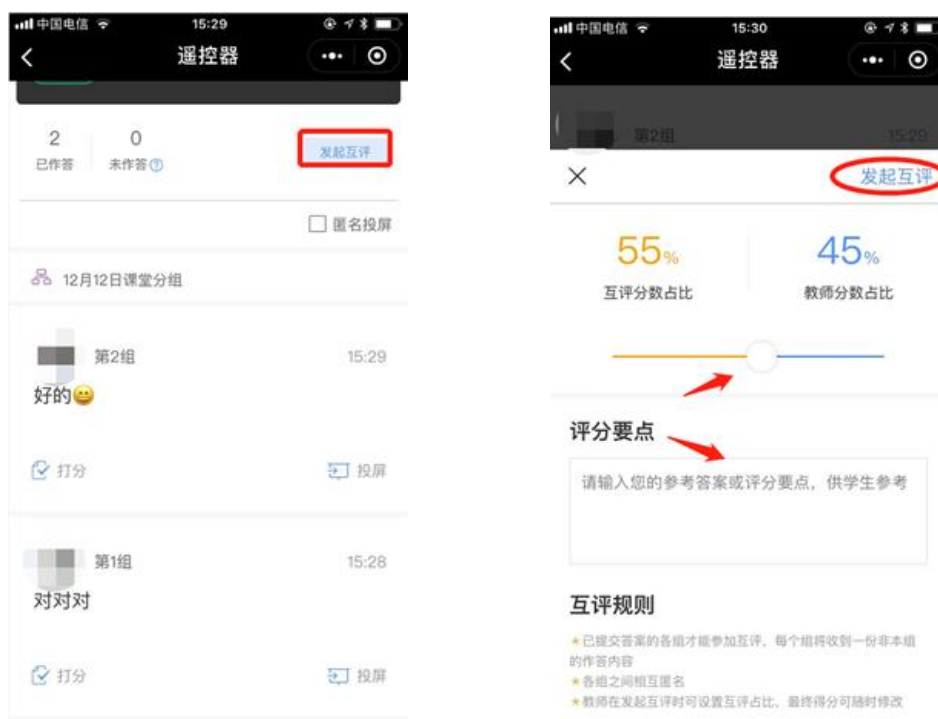 中国电信
15:29
遥控器
2
0
已作答
未作答?
发起互评
匿名投屏
12月12日课堂分组
第2组
15:29
好的😀
打分
投屏
第1组
15:28
对对对
打分
投屏
中国电信
15:30
遥控器
第2组
15:29
发起互评
55%
45%
互评分数占比
教师分数占比
评分要点
请输入您的参考答案或评分要点，供学生参考
互评规则
★已提交答案的各组才能参加互评，每个组将收到一份非本组
的作答内容
★各组之间相互匿名
★教师在发起互评时可设置互评占比，最终得分可随时修改